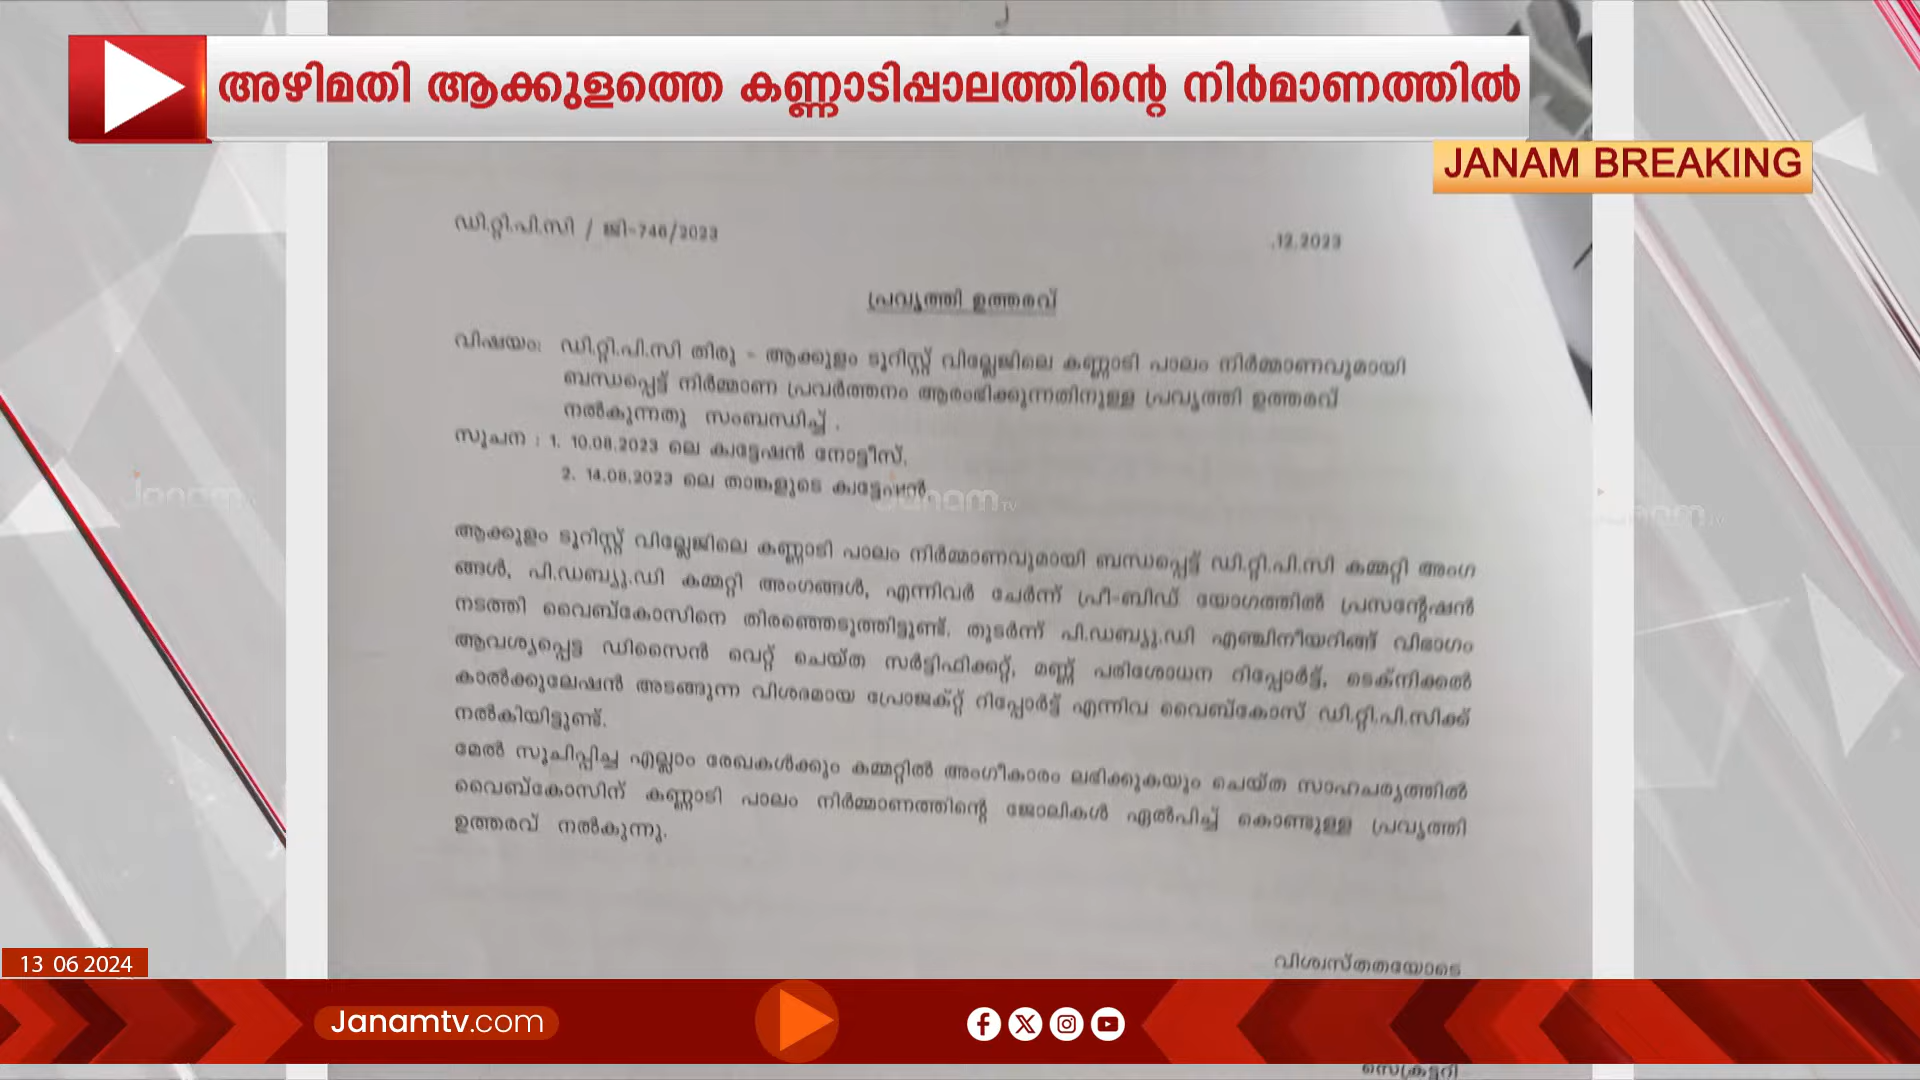 അഴിമതി ആക്കുളത്തെ കണ്ണാടിപ്പാലത്തിന്റെ നിർമാണത്തിൽ
JANAM BREAKING
ഡി.റ്റി.പി.സി / ജി-746/2023
.12.2023
പ്രവൃത്തി ഉത്തരവ്
വിഷയം: ഡി.റ്റി.പി.സി തിരു - ആക്കുളം ടൂറിസ്റ്റ് വില്ലേജിലെ കണ്ണാടി പാലം നിർമ്മാണവുമായി
ബന്ധപ്പെട്ട് നിർമ്മാണ പ്രവർത്തനം ആരംഭിക്കുന്നതിനുള്ള പ്രവൃത്തി ഉത്തരവ്
നൽകുന്നതു സംബന്ധിച്ച് .
സൂചന : 1. 10.08.2023 ലെ ക്വട്ടേഷൻ നോട്ടീസ്.
2. 14.08.2023 ലെ താങ്കളുടെ ക്വട്ടേഷൻ.
Janam TV
ആക്കുളം ടൂറിസ്റ്റ് വില്ലേജിലെ കണ്ണാടി പാലം നിർമ്മാണവുമായി ബന്ധപ്പെട്ട് ഡി.റ്റി.പി.സി കമ്മറ്റി അംഗ
ങ്ങൾ, പി.ഡബ്യു.ഡി കമ്മറ്റി അംഗങ്ങൾ, എന്നിവർ ചേർന്ന് പ്രീ-ബിഡ് യോഗത്തിൽ പ്രസന്റേഷൻ
നടത്തി വൈബ്കോസിനെ തിരഞ്ഞെടുത്തിട്ടുണ്ട്. തുടർന്ന് പി.ഡബ്യു.ഡി എഞ്ചിനീയറിങ്ങ് വിഭാഗം
ആവശ്യപ്പെട്ട ഡിസൈൻ വെറ്റ് ചെയ്ത സർട്ടിഫിക്കറ്റ്, മണ്ണ് പരിശോധന റിപ്പോർട്ട്, ടെക്നിക്കൽ
കാൽക്കുലേഷൻ അടങ്ങുന്ന വിശദമായ പ്രോജക്റ്റ് റിപ്പോർട്ട് എന്നിവ വൈബ്കോസ് ഡി.റ്റി.പി.സിക്ക്
നൽകിയിട്ടുണ്ട്.
മേൽ സൂചിപ്പിച്ച എല്ലാം രേഖകൾക്കും കമ്മറ്റിൽ അംഗീകാരം ലഭിക്കുകയും ചെയ്ത സാഹചര്യത്തിൽ
വൈബ്കോസിന് കണ്ണാടി പാലം നിർമ്മാണത്തിന്റെ ജോലികൾ ഏൽപിച്ച് കൊണ്ടുള്ള പ്രവൃത്തി
ഉത്തരവ് നൽകുന്നു.
വിശ്വസ്തതയോടെ
13 06 2024
Janamtv.com
സെക്രട്ടറി